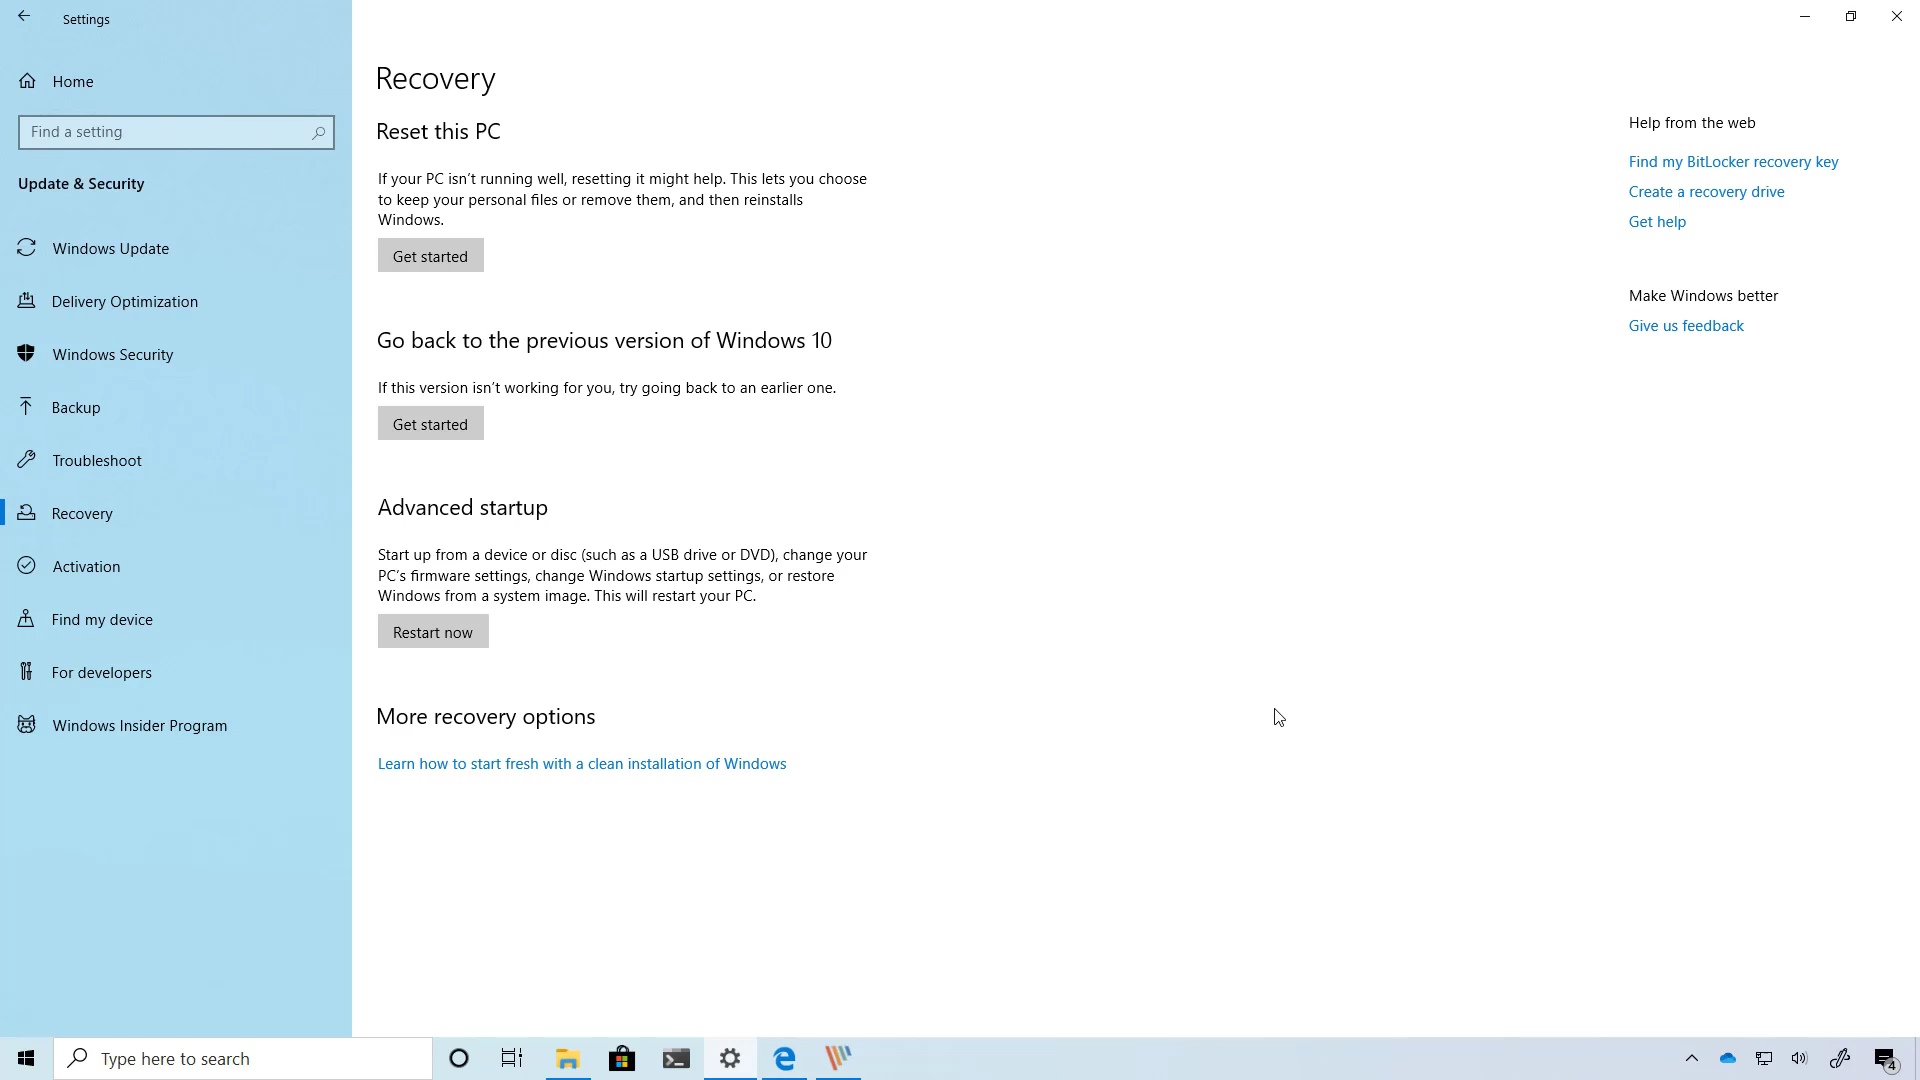 Settings
Home
Find a setting
Update & Security
Windows Update
Delivery Optimization
Windows Security
Backup
Troubleshoot
Recovery
Activation
Find my device
For developers
Windows Insider Program
Recovery
Reset this PC
If your PC isn't running well, resetting it might help. This lets you choose
to keep your personal files or remove them, and then reinstalls
Windows.
Get started
Go back to the previous version of Windows 10
If this version isn't working for you, try going back to an earlier one.
Get started
Advanced startup
Start up from a device or disc (such as a USB drive or DVD), change your
PC's firmware settings, change Windows startup settings, or restore
Windows from a system image. This will restart your PC.
Restart now
More recovery options
Learn how to start fresh with a clean installation of Windows
Help from the web
Find my BitLocker recovery key
Create a recovery drive
Get help
Make Windows better
Give us feedback
Type here to search
4